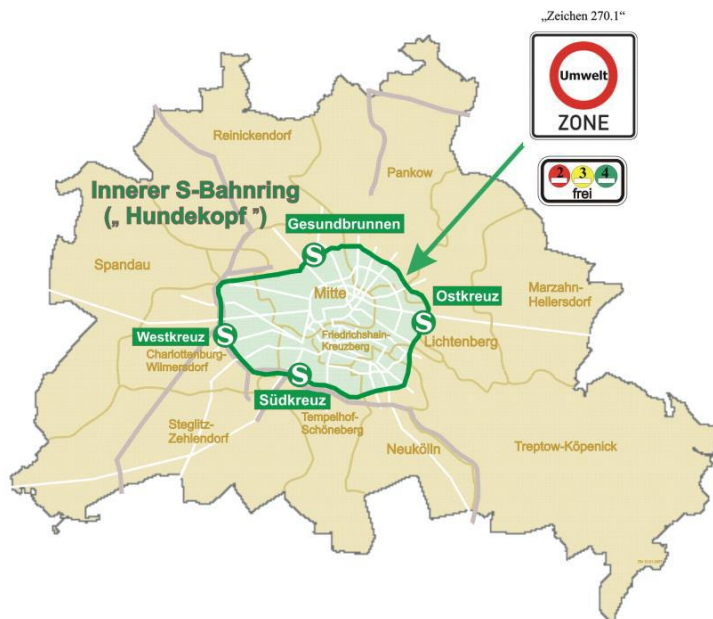 „Zeichen 270.1“
Umwelt
ZONE
2 3 4
frei
Reinickendorf
Pankow
Innerer S-Bahnring
(„ Hundekopf ”)
Gesundbrunnen
S
Spandau
Mitte
Ostkreuz
Marzahn-
Hellersdorf
S
Westkreuz
S
Friedrichshain-
Kreuzberg
Lichtenberg
Charlottenburg-
Wilmersdorf
S
Südkreuz
Steglitz-
Zehlendorf
Tempelhof-
Schöneberg
Neukölln
Treptow-Köpenick